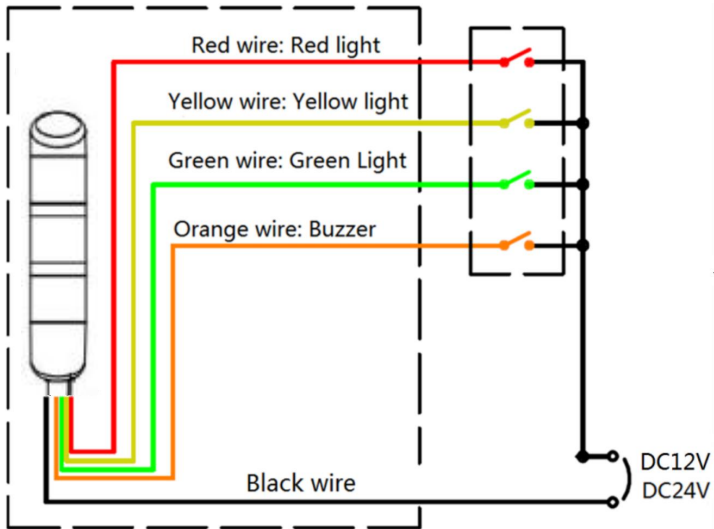 Red wire: Red light
Yellow wire: Yellow light
Green wire: Green Light
Orange wire: Buzzer
Black wire
DC12V
DC24V